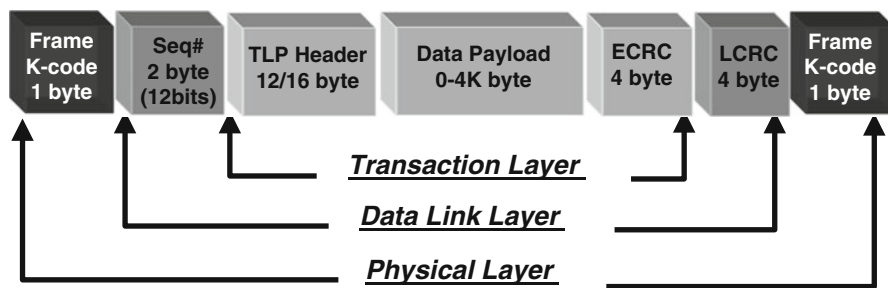 Frame
K-code
1 byte
Seq#
2 byte
(12bits)
TLP Header
12/16 byte
Data Payload
0-4K byte
ECRC
4 byte
LCRC
4 byte
Frame
K-code
1 byte
Transaction Layer
Data Link Layer
Physical Layer